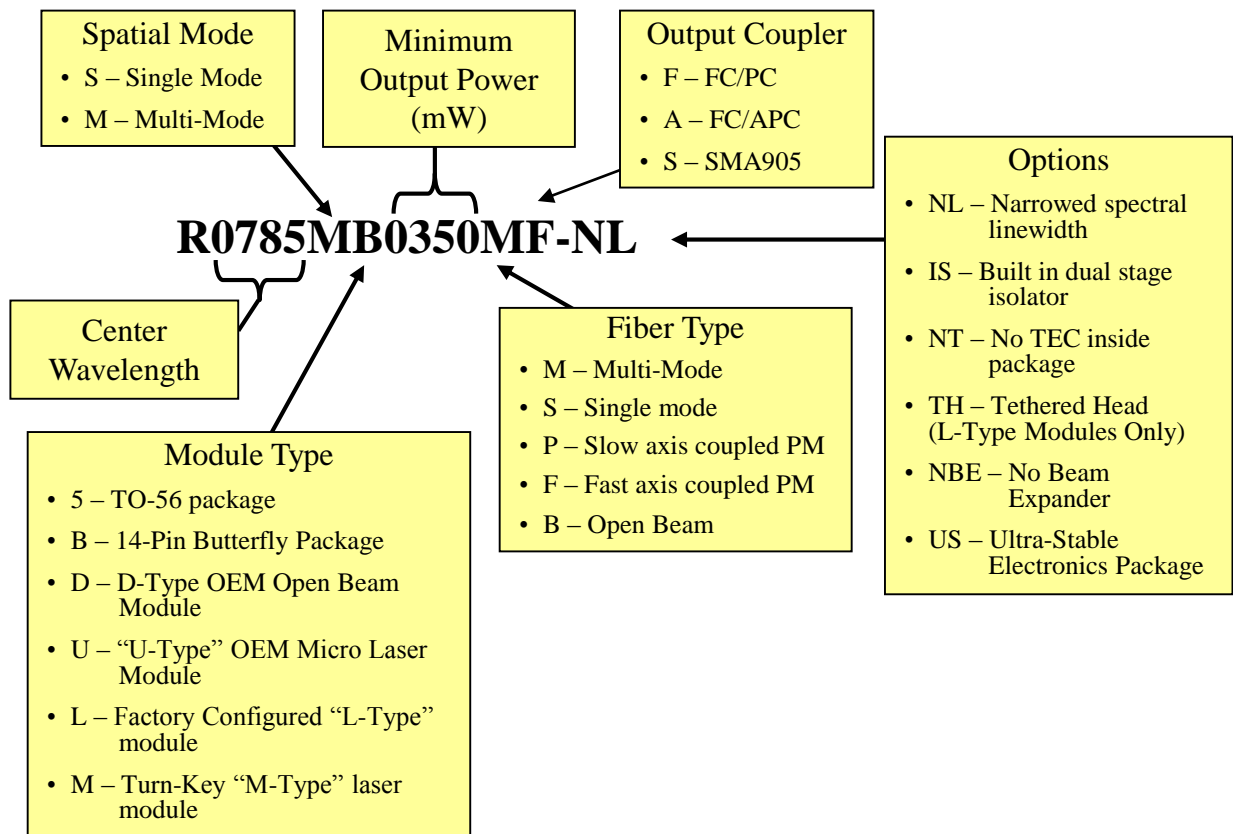 Spatial Mode
• S – Single Mode
• M – Multi-Mode
Minimum
Output Power
(mW)
Output Coupler
• F – FC/PC
• A – FC/APC
• S – SMA905
Options
• NL – Narrowed spectral
linewidth
• IS – Built in dual stage
isolator
• NT – No TEC inside
package
• TH – Tethered Head
(L-Type Modules Only)
• NBE – No Beam
Expander
• US – Ultra-Stable
Electronics Package
R0785MB0350MF-NL
Center
Wavelength
Fiber Type
• M – Multi-Mode
• S – Single mode
• P – Slow axis coupled PM
• F – Fast axis coupled PM
• B – Open Beam
Module Type
• 5 – TO-56 package
• B – 14-Pin Butterfly Package
• D – D-Type OEM Open Beam
Module
• U – “U-Type” OEM Micro Laser
Module
• L – Factory Configured “L-Type”
module
• M – Turn-Key “M-Type” laser
module